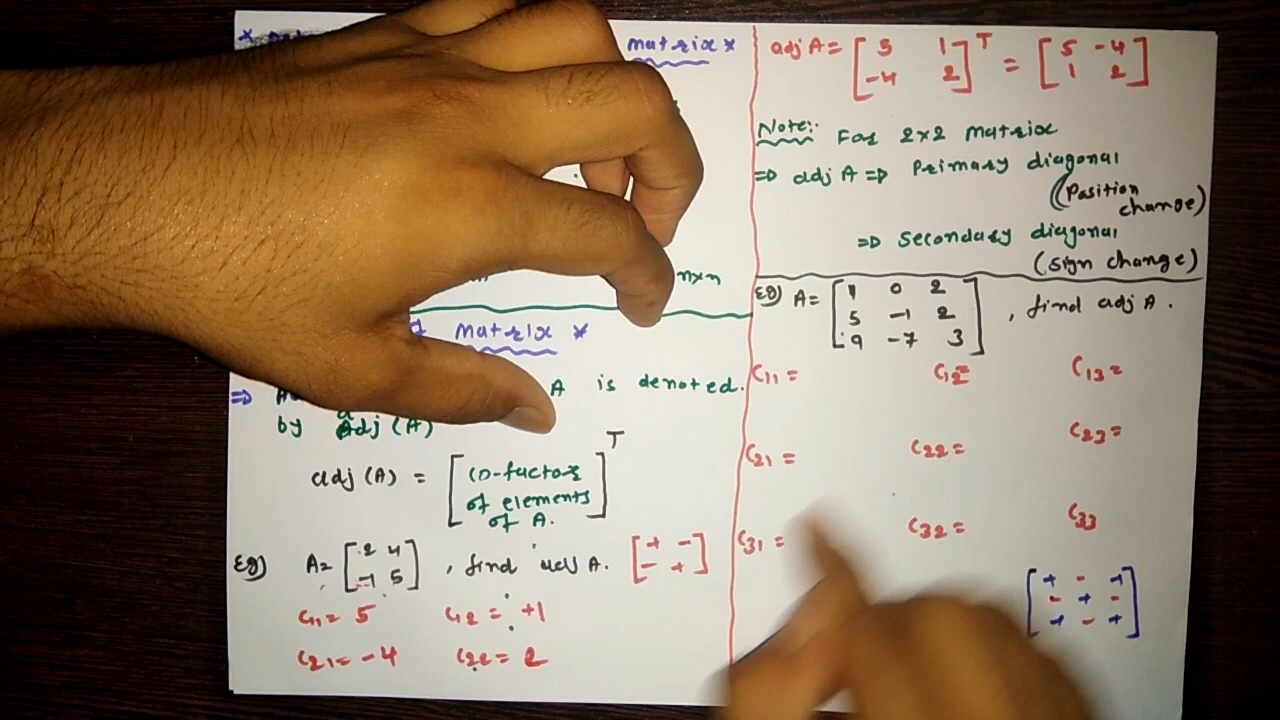 matrix *
n×n
matrix *
⇒ A is denoted
by Adj (A)
adj (A) = [co-factors
of elements
of A.]T
Eg) A= [2 4
-1 5] , find adj A. [+ -
- +]
C11= 5 C12 = +1
C21= -4 C22= 2
adj A= [5 1
-4 2]T = [5 -4
1 2]
Note:- For 2×2 matrix
⇒ adj A ⇒ Primary diagonal
(Position
change)
⇒ Secondary diagonal
(sign change)
Eg) A= [1 0 2
5 -1 2
9 -7 3] , find adj A.
C11= C12= C13=
C21= C22= C23=
C31= C32= C33
[+ - +
- + -
+ - +]